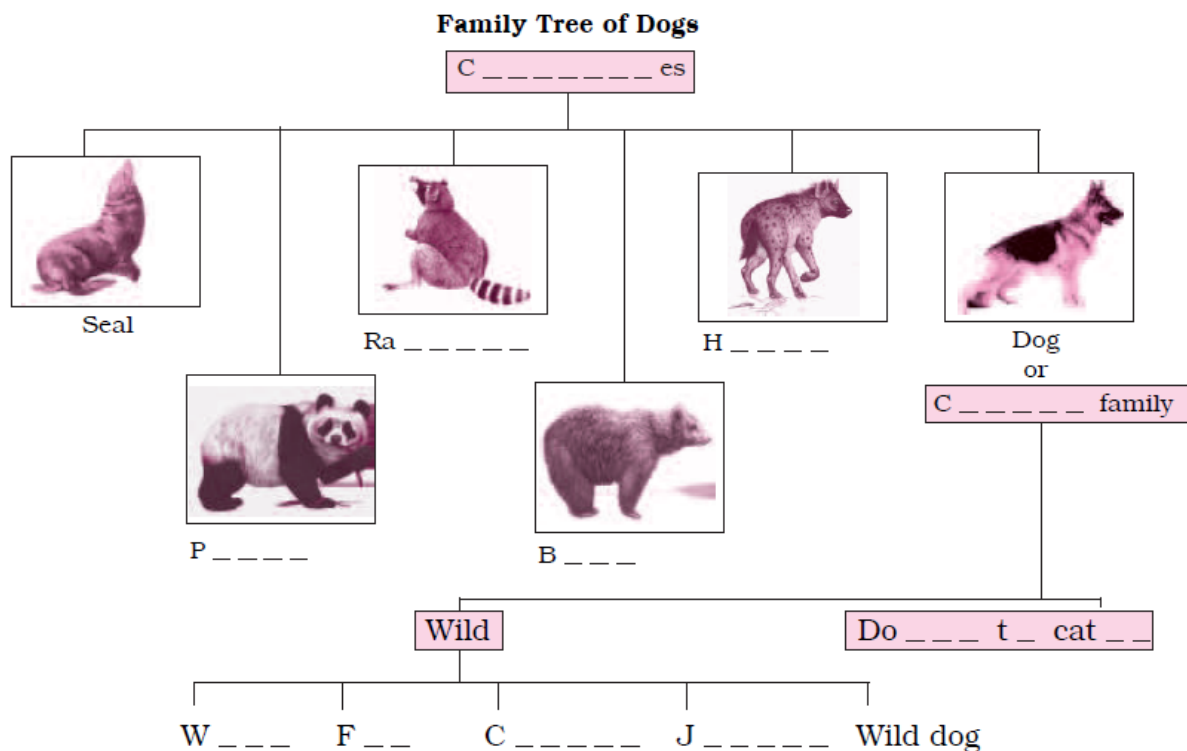 Family Tree of Dogs
C _ _ _ _ _ _ _ es
Seal
Ra _ _ _ _ _
H _ _ _ _
Dog
or
C _ _ _ _ _ family
P _ _ _ _
B _ _ _
Wild
Do _ _ _ t _ cat _ _
W _ _ _ F _ _ C _ _ _ _ _ J _ _ _ _ _ Wild dog